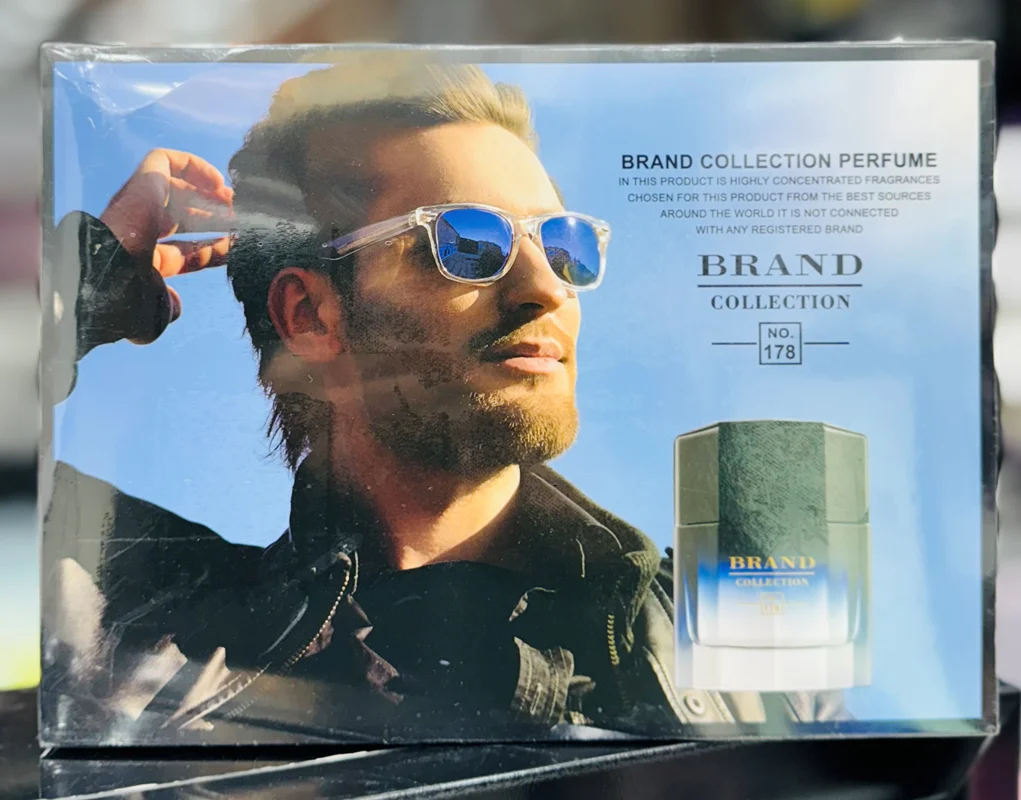 BRAND COLLECTION PERFUME
IN THIS PRODUCT IS HIGHLY CONCENTRATED FRAGRANCES
CHOSEN FOR THIS PRODUCT FROM THE BEST SOURCES
AROUND THE WORLD IT IS NOT CONNECTED
WITH ANY REGISTERED BRAND
BRAND
COLLECTION
NO.
178
BRAND
COLLECTION